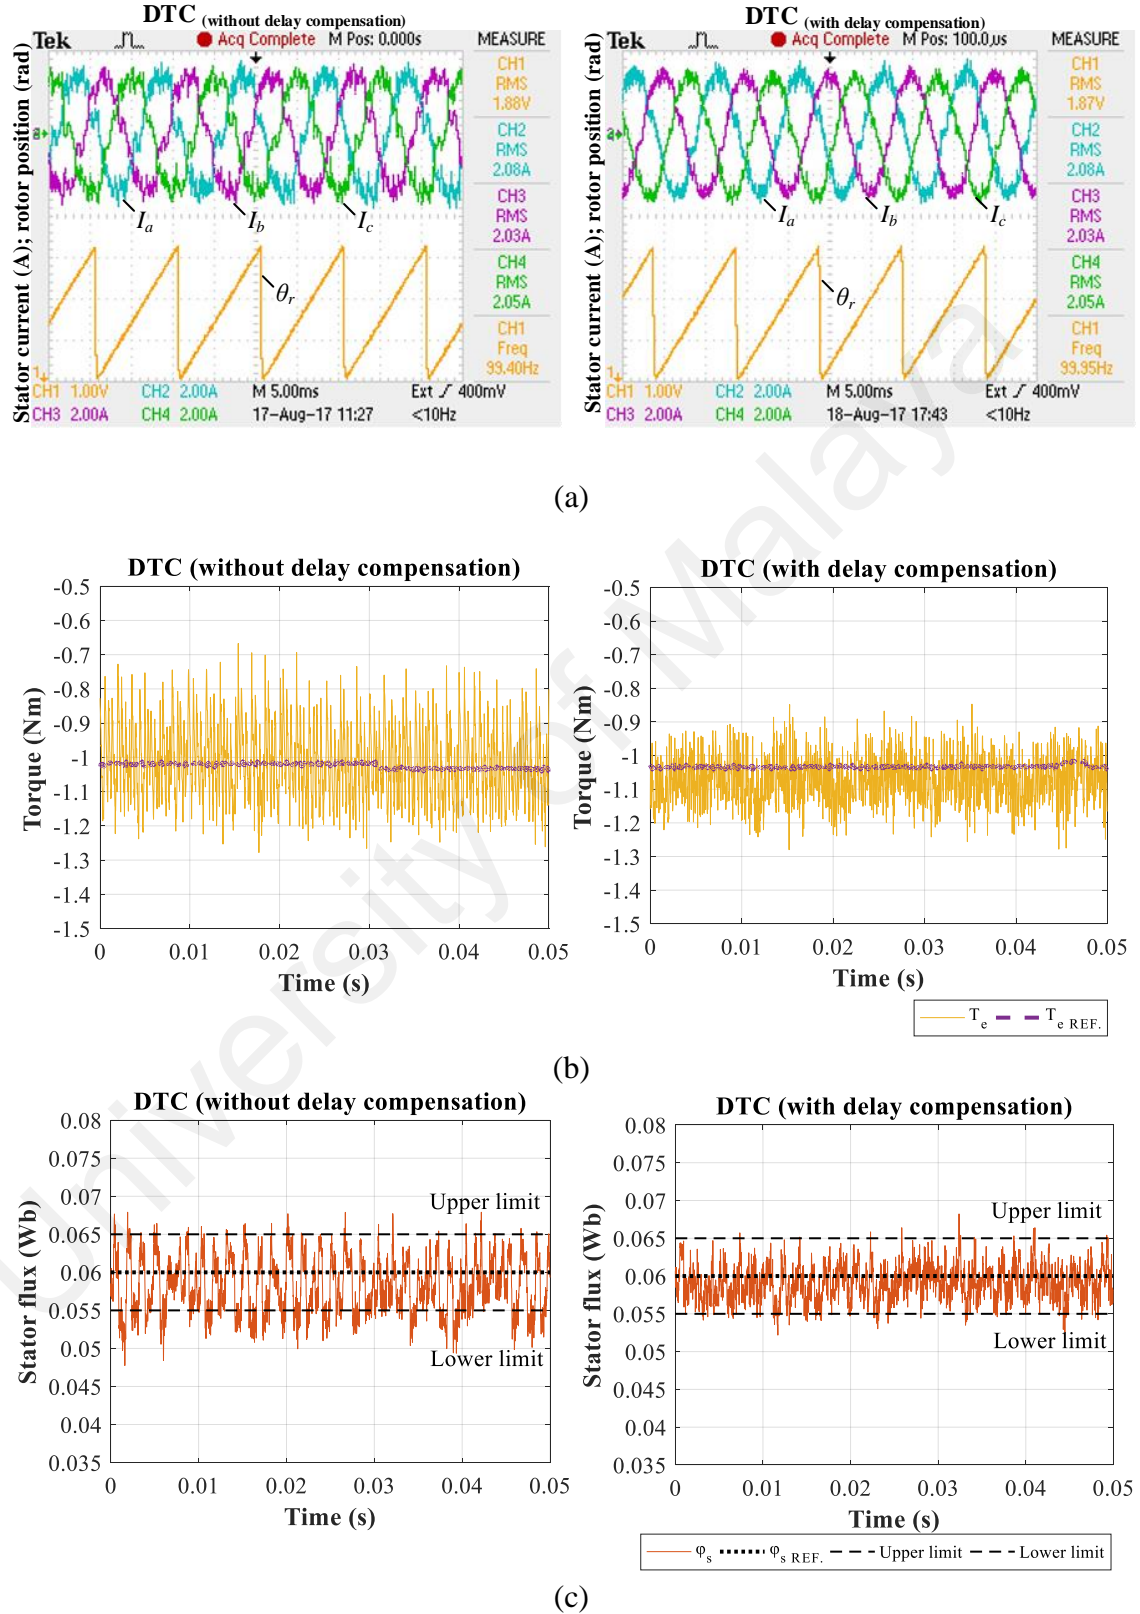 DTC (without delay compensation)
DTC (with delay compensation)
Stator current (A); rotor position (rad)
Tek Acq Complete M Pos: 0.000s MEASURE
CH1
RMS
1.88V
CH2
RMS
2.08A
CH3
RMS
2.03A
CH4
RMS
2.05A
CH1
Freq
99.40Hz
Ia
Ib
Ic
θr
CH1 1.00V CH2 2.00A M 5.00ms Ext 400mV
CH3 2.00A CH4 2.00A 17-Aug-17 11:27 <10Hz
Stator current (A); rotor position (rad)
Tek Acq Complete M Pos: 100.0us MEASURE
CH1
RMS
1.87V
CH2
RMS
2.08A
CH3
RMS
2.03A
CH4
RMS
2.05A
CH1
Freq
99.95Hz
Ia
Ib
Ic
θr
CH1 1.00V CH2 2.00A M 5.00ms Ext 400mV
CH3 2.00A CH4 2.00A 18-Aug-17 17:43 <10Hz
(a)
DTC (without delay compensation)
Torque (Nm)
-0.5
-0.6
-0.7
-0.8
-0.9
-1
-1.1
-1.2
-1.3
-1.4
-1.5
0 0.01 0.02 0.03 0.04 0.05
Time (s)
DTC (with delay compensation)
Torque (Nm)
-0.5
-0.6
-0.7
-0.8
-0.9
-1
-1.1
-1.2
-1.3
-1.4
-1.5
0 0.01 0.02 0.03 0.04 0.05
Time (s)
Te Te REF.
(b)
DTC (without delay compensation)
Stator flux (Wb)
0.08
0.075
0.07
0.065
0.06
0.055
0.05
0.045
0.04
0.035
Upper limit
Lower limit
0 0.01 0.02 0.03 0.04 0.05
Time (s)
DTC (with delay compensation)
Stator flux (Wb)
0.08
0.075
0.07
0.065
0.06
0.055
0.05
0.045
0.04
0.035
Upper limit
Lower limit
0 0.01 0.02 0.03 0.04 0.05
Time (s)
φs φs REF. Upper limit Lower limit
(c)
University of Malaya